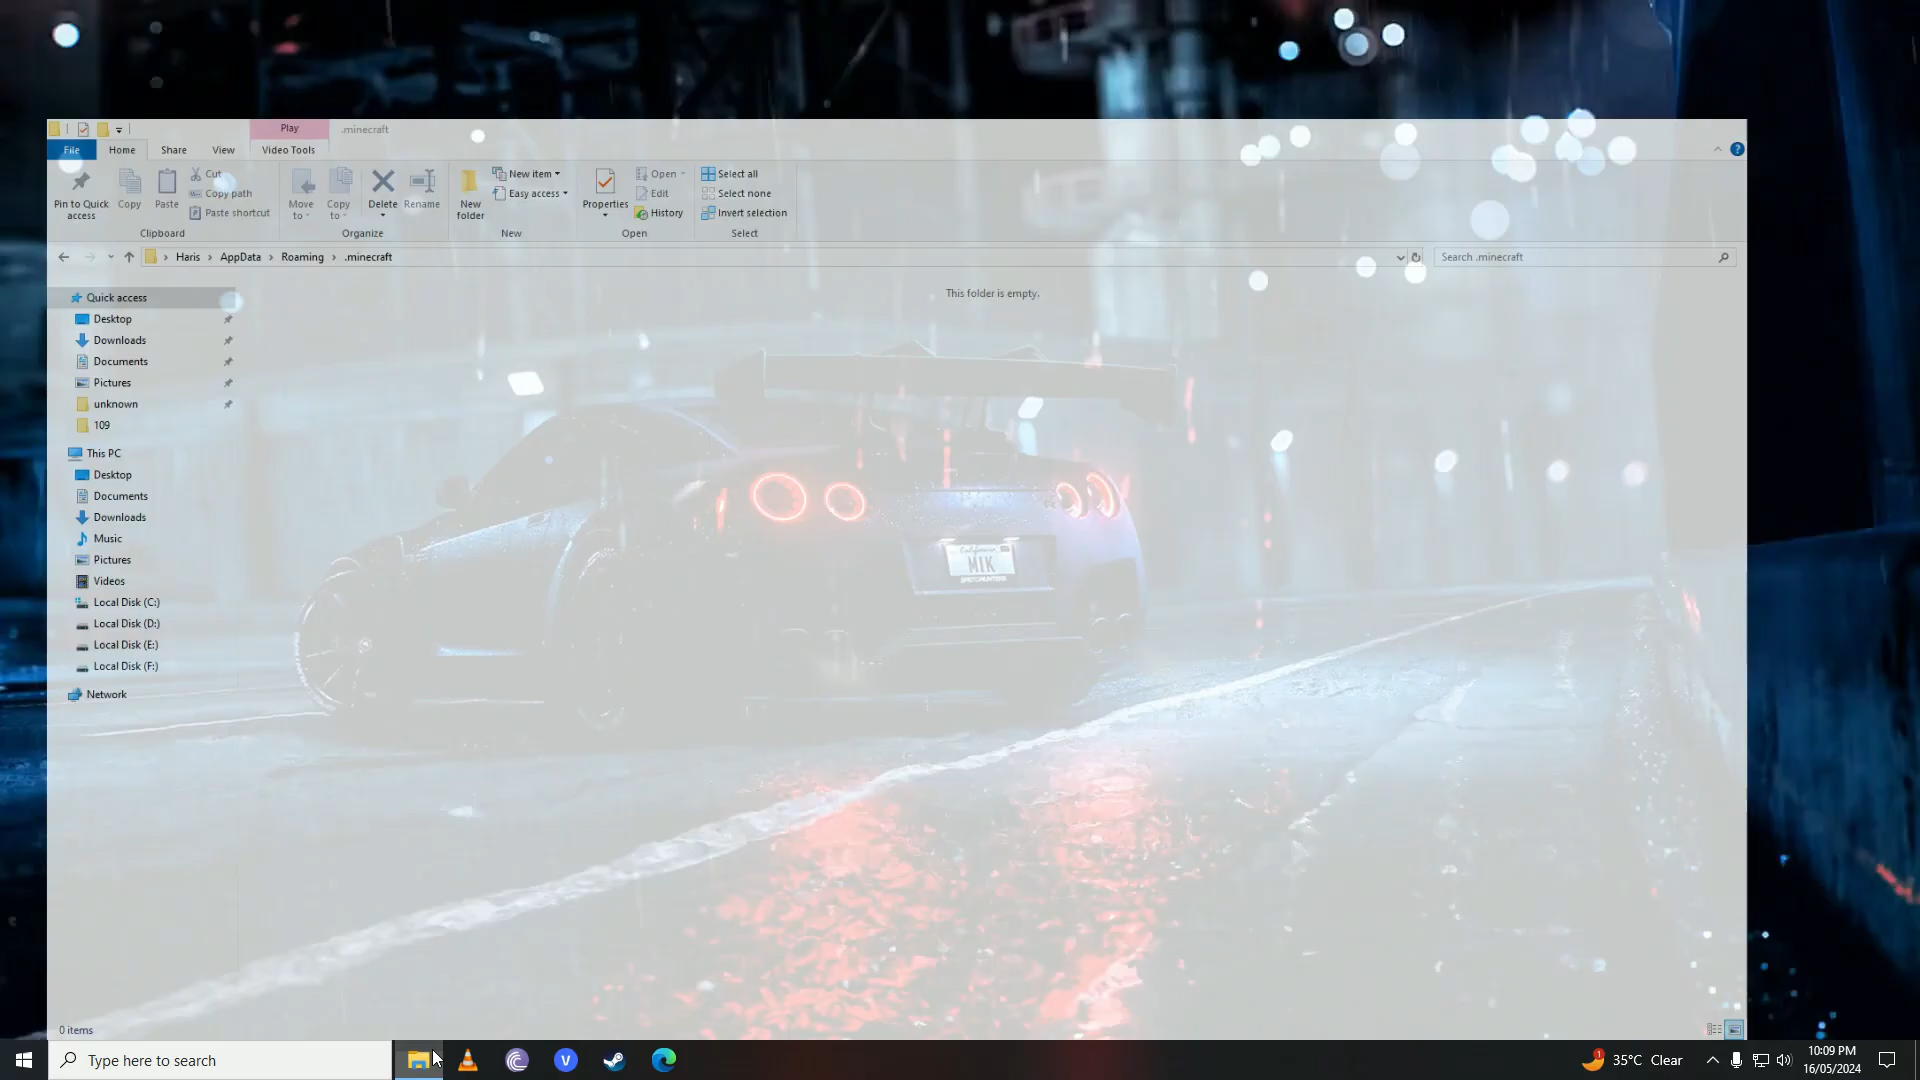 Play
.minecraft
File Home Share View Video Tools
Pin to Quick access
Copy
Paste
Cut
Copy path
Paste shortcut
Clipboard
Move to
Copy to
Delete
Rename
Organize
New folder
New item
Easy access
New
Properties
Open
Edit
History
Open
Select all
Select none
Invert selection
Select
Haris > AppData > Roaming > .minecraft
Search .minecraft
This folder is empty.
Quick access
Desktop
Downloads
Documents
Pictures
unknown
109
This PC
Desktop
Documents
Downloads
Music
Pictures
Videos
Local Disk (C:)
Local Disk (D:)
Local Disk (E:)
Local Disk (F:)
Network
California
MIK
SPEEDHUNTERS
0 items
Type here to search
V
1
35°C Clear
10:09 PM
16/05/2024